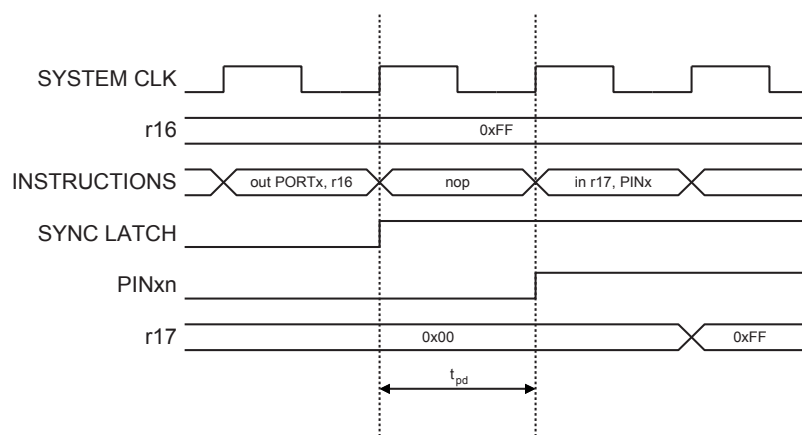 SYSTEM CLK
r16
0xFF
INSTRUCTIONS
out PORTx, r16
nop
in r17, PINx
SYNC LATCH
PINxn
r17
0x00
0xFF
tpd